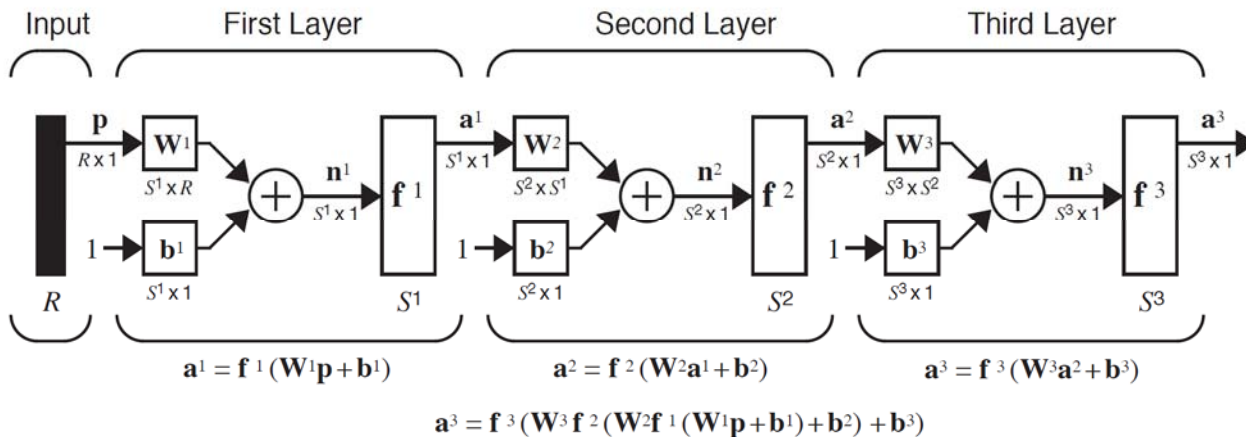 Input First Layer Second Layer Third Layer
p a¹ a² a³
W¹ W² W³
R x 1 S¹ x 1 S² x 1 S³ x 1
n¹ n² n³
S¹ x R S² x S¹ S³ x S²
+ f ¹ + f ² + f ³
S¹ x 1 S² x 1 S³ x 1
1 b¹ 1 b² 1 b³
S¹ x 1 S² x 1 S³ x 1
R S¹ S² S³
a¹ = f ¹ (W¹p + b¹) a² = f ² (W²a¹ + b²) a³ = f ³ (W³a² + b³)
a³ = f ³ (W³ f ² (W²f ¹ (W¹p + b¹) + b²) + b³)